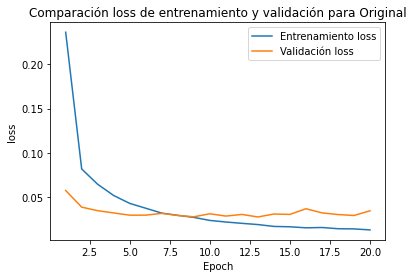 Comparación loss de entrenamiento y validación para Original
Entrenamiento loss
Validación loss
loss
0.20
0.15
0.10
0.05
2.5 5.0 7.5 10.0 12.5 15.0 17.5 20.0
Epoch